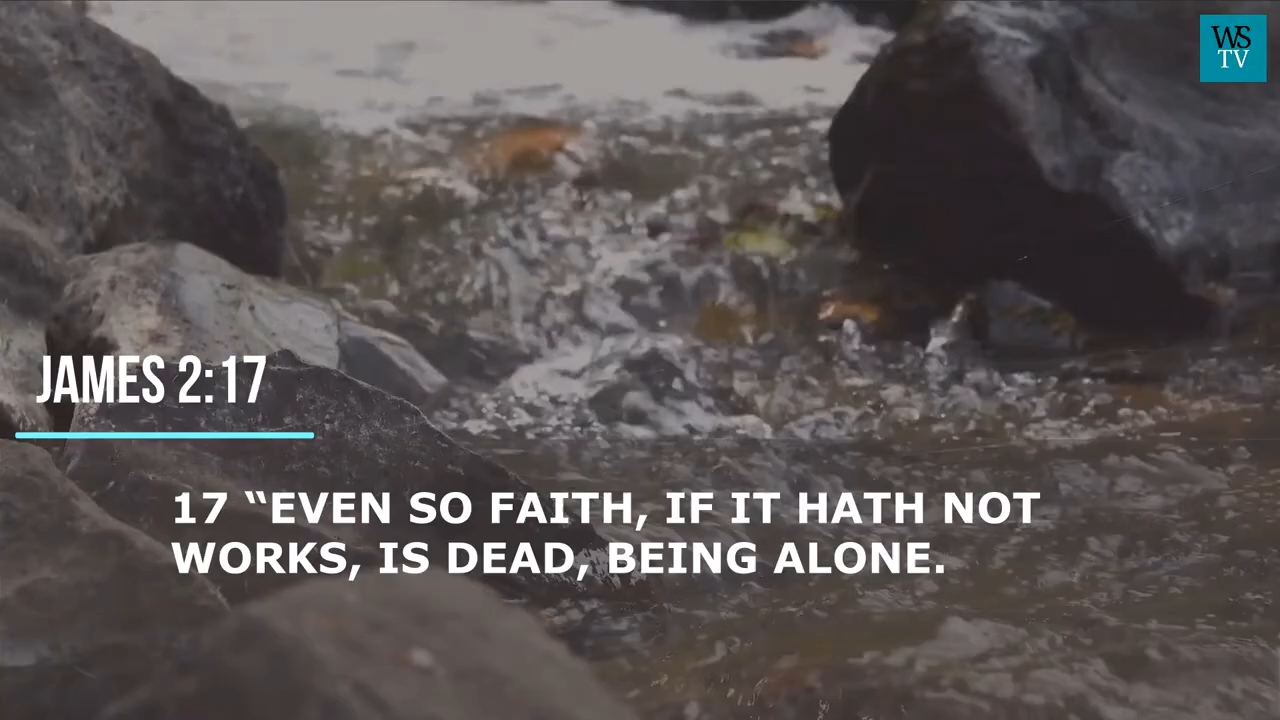 WS
TV
JAMES 2:17
17 “EVEN SO FAITH, IF IT HATH NOT
WORKS, IS DEAD, BEING ALONE.